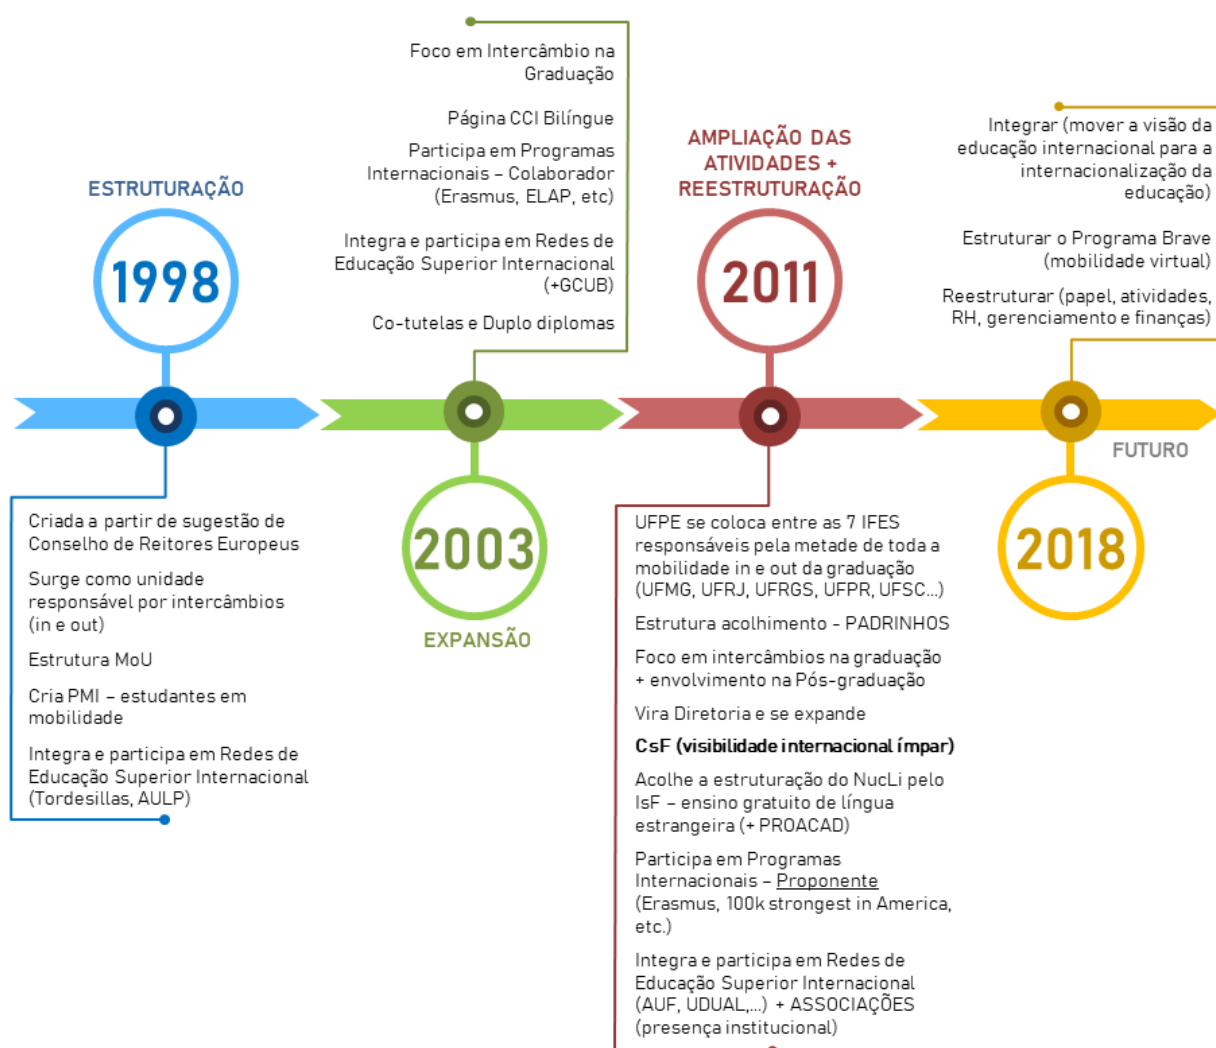 ESTRUTURAÇÃO
1998
Criada a partir de sugestão de
Conselho de Reitores Europeus
Surge como unidade
responsável por intercâmbios
(in e out)
Estrutura MoU
Cria PMI – estudantes em
mobilidade
Integra e participa em Redes de
Educação Superior Internacional
(Tordesillas, AULP)
Foco em Intercâmbio na
Graduação
Página CCI Bilíngue
Participa em Programas
Internacionais – Colaborador
(Erasmus, ELAP, etc)
Integra e participa em Redes de
Educação Superior Internacional
(+GCUB)
Co-tutelas e Duplo diplomas
2003
EXPANSÃO
AMPLIAÇÃO DAS
ATIVIDADES +
REESTRUTURAÇÃO
2011
UFPE se coloca entre as 7 IFES
responsáveis pela metade de toda a
mobilidade in e out da graduação
(UFMG, UFRJ, UFRGS, UFPR, UFSC...)
Estrutura acolhimento - PADRINHOS
Foco em intercâmbios na graduação
+ envolvimento na Pós-graduação
Vira Diretoria e se expande
CsF (visibilidade internacional ímpar)
Acolhe a estruturação do NucLi pelo
IsF – ensino gratuito de língua
estrangeira (+ PROACAD)
Participa em Programas
Internacionais – Proponente
(Erasmus, 100k strongest in America,
etc.)
Integra e participa em Redes de
Educação Superior Internacional
(AUF, UDUAL,...) + ASSOCIAÇÕES
(presença institucional)
Integrar (mover a visão da
educação internacional para a
internacionalização da
educação)
Estruturar o Programa Brave
(mobilidade virtual)
Reestruturar (papel, atividades,
RH, gerenciamento e finanças)
FUTURO
2018